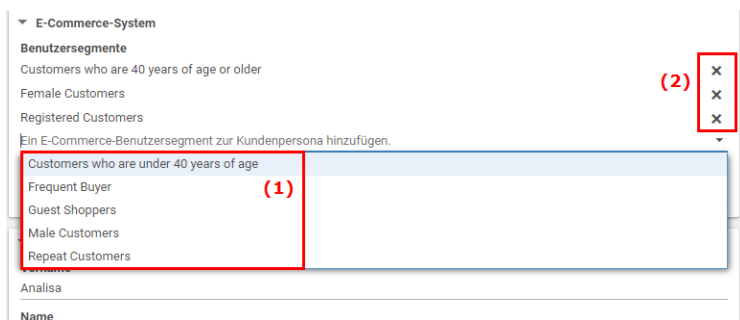 E-Commerce-System
Benutzersegmente
Customers who are 40 years of age or older
(2)
Female Customers
Registered Customers
Ein E-Commerce-Benutzersegment zur Kundenpersona hinzufügen.
Customers who are under 40 years of age
Frequent Buyer
(1)
Guest Shoppers
Male Customers
Repeat Customers
Vorname
Analisa
Name